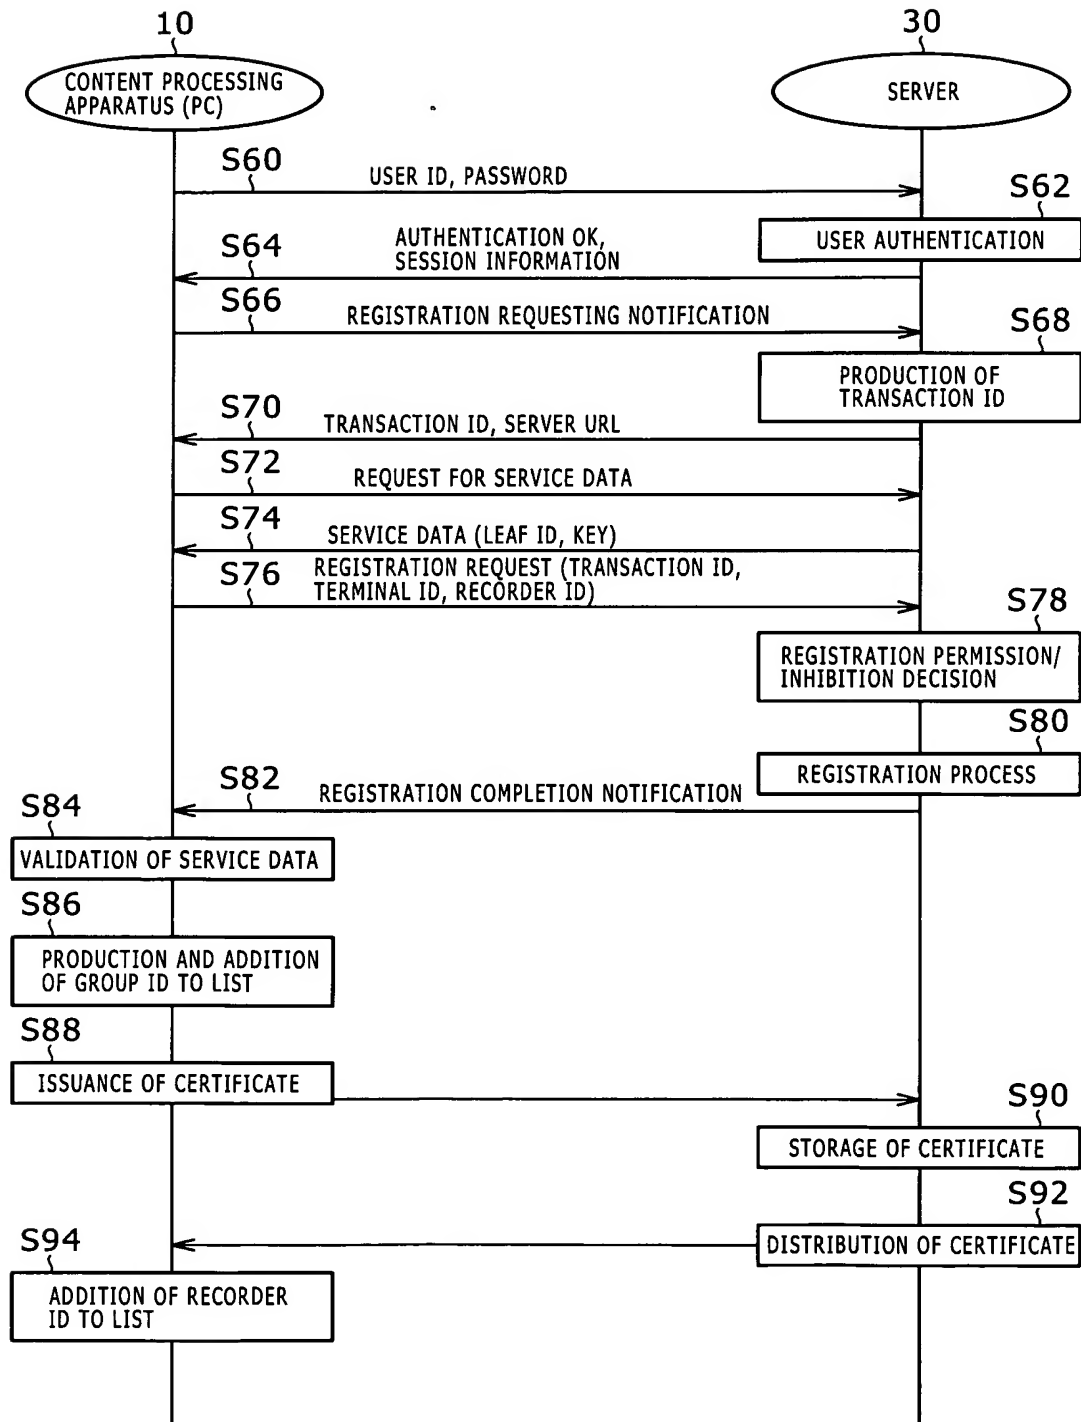 10
30
CONTENT PROCESSING
APPARATUS (PC)
SERVER
S60
USER ID, PASSWORD
S62
USER AUTHENTICATION
S64
AUTHENTICATION OK,
SESSION INFORMATION
S66
REGISTRATION REQUESTING NOTIFICATION
S68
PRODUCTION OF
TRANSACTION ID
S70
TRANSACTION ID, SERVER URL
S72
REQUEST FOR SERVICE DATA
S74
SERVICE DATA (LEAF ID, KEY)
S76
REGISTRATION REQUEST (TRANSACTION ID,
TERMINAL ID, RECORDER ID)
S78
REGISTRATION PERMISSION/
INHIBITION DECISION
S80
REGISTRATION PROCESS
S82
REGISTRATION COMPLETION NOTIFICATION
S84
VALIDATION OF SERVICE DATA
S86
PRODUCTION AND ADDITION
OF GROUP ID TO LIST
S88
ISSUANCE OF CERTIFICATE
S90
STORAGE OF CERTIFICATE
S92
DISTRIBUTION OF CERTIFICATE
S94
ADDITION OF RECORDER
ID TO LIST